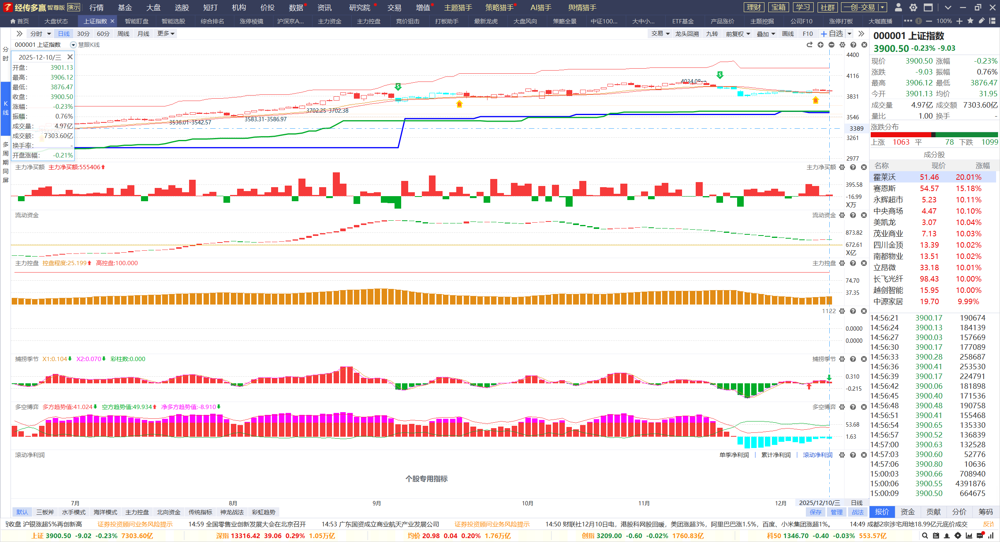 经传多赢 智尊版 演示 行情 基金 大盘 选股 短打 机构 价投 数据 资讯 研究院 交易 增值 主题猎手 策略猎手 AI猎手 舆情猎手 理财 宝箱 学习 社群 一创-交易
首页 大盘状态 上证指数 智能盯盘 智能选股 综合排名 涨停棱镜 沪深京A... 主力资金 主力控盘 竞价狙击 打板助手 最新龙虎 大盘风向 策略全景 中证100... 大中小... ETF基金 产品涨价 主题挖掘 公司F10 涨停打板 大咖直播 100%
分时 日线 30分 60分 周线 月线 更多 交易 龙头回溯 九转 前复权 叠加 画线 F10 自选
000001 上证指数 慧眼K线
分时
K线
多周期同屏
2025-12-10/三
开盘: 3901.13
最高: 3906.12
最低: 3876.47
收盘: 3900.50
涨幅: -0.23%
振幅: 0.76%
成交量: 4.97亿
成交额: 7303.60亿
换手率: -
开盘涨幅: -0.21%
4400
4116
3831
3546
3389
3261
2977
S
4034.08
S
B
B
3702.25-3702.38
3583.31-3586.97
3536.01-3542.57
主力净买额 主力净买额:555406 主力净买额
395.58
-16.99
X万
流动资金 流动资金
873.82
672.61
X亿
主力控盘 控盘程度:25.199 高控盘:100.000 主力控盘
74.70
37.35
1122
0.0000
0.0000
捕捞季节 X1:0.104 X2:0.070 彩柱数:0.000 捕捞季节
0.310
-0.215
多空博弈 多方趋势值:41.024 空方趋势值:49.934 净多方趋势值:-8.910 多空博弈
53.68
1.63
滚动净利润 单季净利润 累计净利润 滚动净利润
个股专用指标
7月 8月 9月 10月 11月 12月 2025/12/10/三 日线
默认 三板斧 水手模式 海洋模式 主力控盘 北向资金 传统指标 神龙战法 彩虹趋势 保存 管理 战法
000001 上证指数
3900.50 -0.23% -9.03
现价 3900.50 涨幅 -0.23%
涨跌 -9.03 振幅 0.76%
最高 3906.12 最低 3876.47
今开 3901.13 均价 31.95
成交量 4.97亿 成交额 7303.60亿
量比 1.00 换手 -
涨跌分布
上涨 1063 平 78 下跌 1099
成分股
名称 现价 涨幅
霍莱沃 51.46 20.01%
赛恩斯 54.57 15.18%
永辉超市 5.23 10.11%
中央商场 4.47 10.10%
美凯龙 3.07 10.04%
茂业商业 7.13 10.03%
四川金顶 13.39 10.02%
南都物业 13.51 10.02%
立昂微 33.18 10.01%
长飞光纤 98.43 10.00%
越剑智能 15.95 10.00%
中源家居 19.70 9.99%
14:56:21 3900.17 190674
14:56:24 3900.13 184139
14:56:27 3900.03 157669
14:56:30 3900.17 177089
14:56:33 3900.28 258687
14:56:36 3900.41 253530
14:56:39 3900.17 224791
14:56:42 3900.06 181898
14:56:45 3900.40 171536
14:56:48 3900.48 190758
14:56:51 3900.41 155468
14:56:54 3900.65 135330
14:56:57 3900.52 136839
14:57:00 3900.63 132528
14:57:03 3900.60 52776
14:57:06 3900.80 10636
15:00:03 3900.66 708940
15:00:06 3900.55 4391876
15:00:09 3900.50 664675
报价 资金 贡献 分价 筹码
收盘 沪银涨超5%再创新高 证券投资顾问业务风险提示 14:59 全国零售业创新发展大会在北京召开 14:53 广东国资成立商业航天产业发展公司 证券投资顾问业务风险提示 14:50 财联社12月10日电，港股科网股回暖，美团涨超3%，阿里巴巴涨1.5%，百度、小米集团涨超1%。 14:49 成都2宗涉宅用地18.99亿元底价成交
上证 3900.50 -9.02 -0.23% 7303.60亿 深指 13316.42 39.06 0.29% 1.05万亿 均价 20.98 0.04 0.20% 1.76万亿 创指 3209.00 -0.60 -0.02% 1760.83亿 科50 1346.70 -0.40 -0.03% 553.57亿